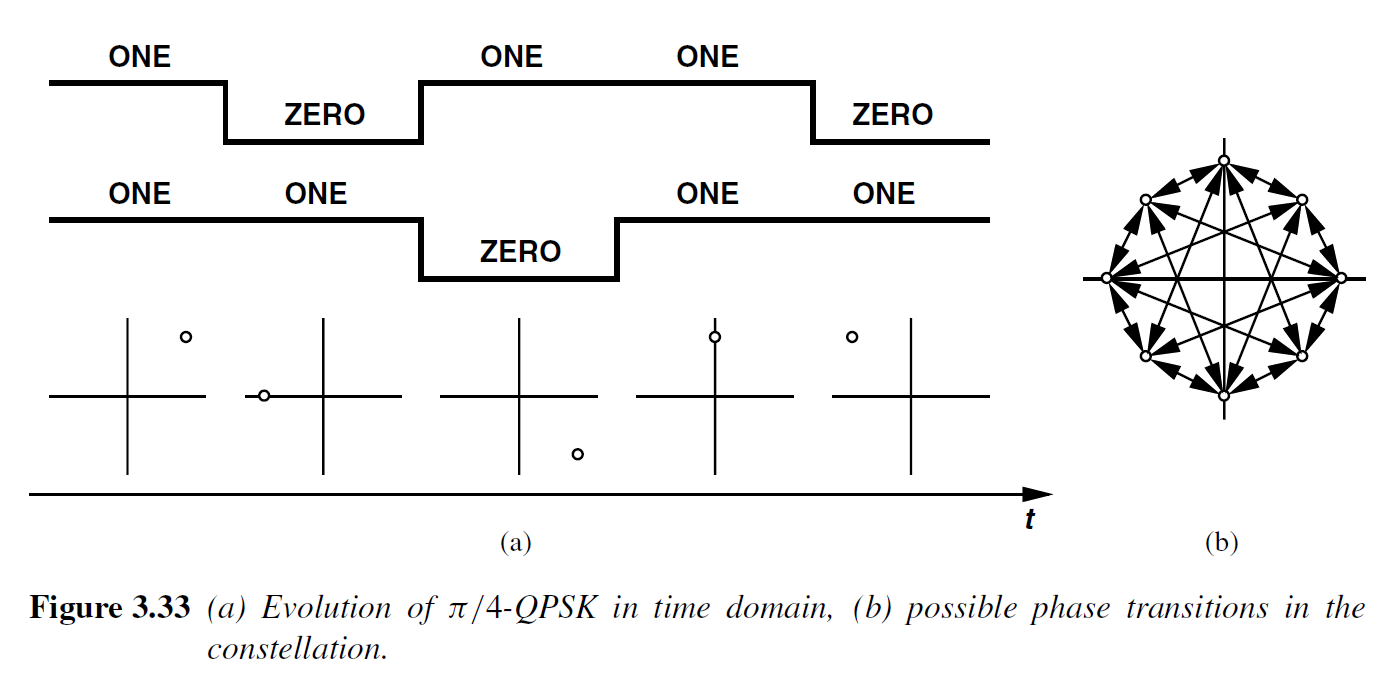 ONE ONE ONE
ZERO ZERO
ONE ONE ONE ONE
ZERO
t
(a) (b)
Figure 3.33 (a) Evolution of π/4-QPSK in time domain, (b) possible phase transitions in the
constellation.